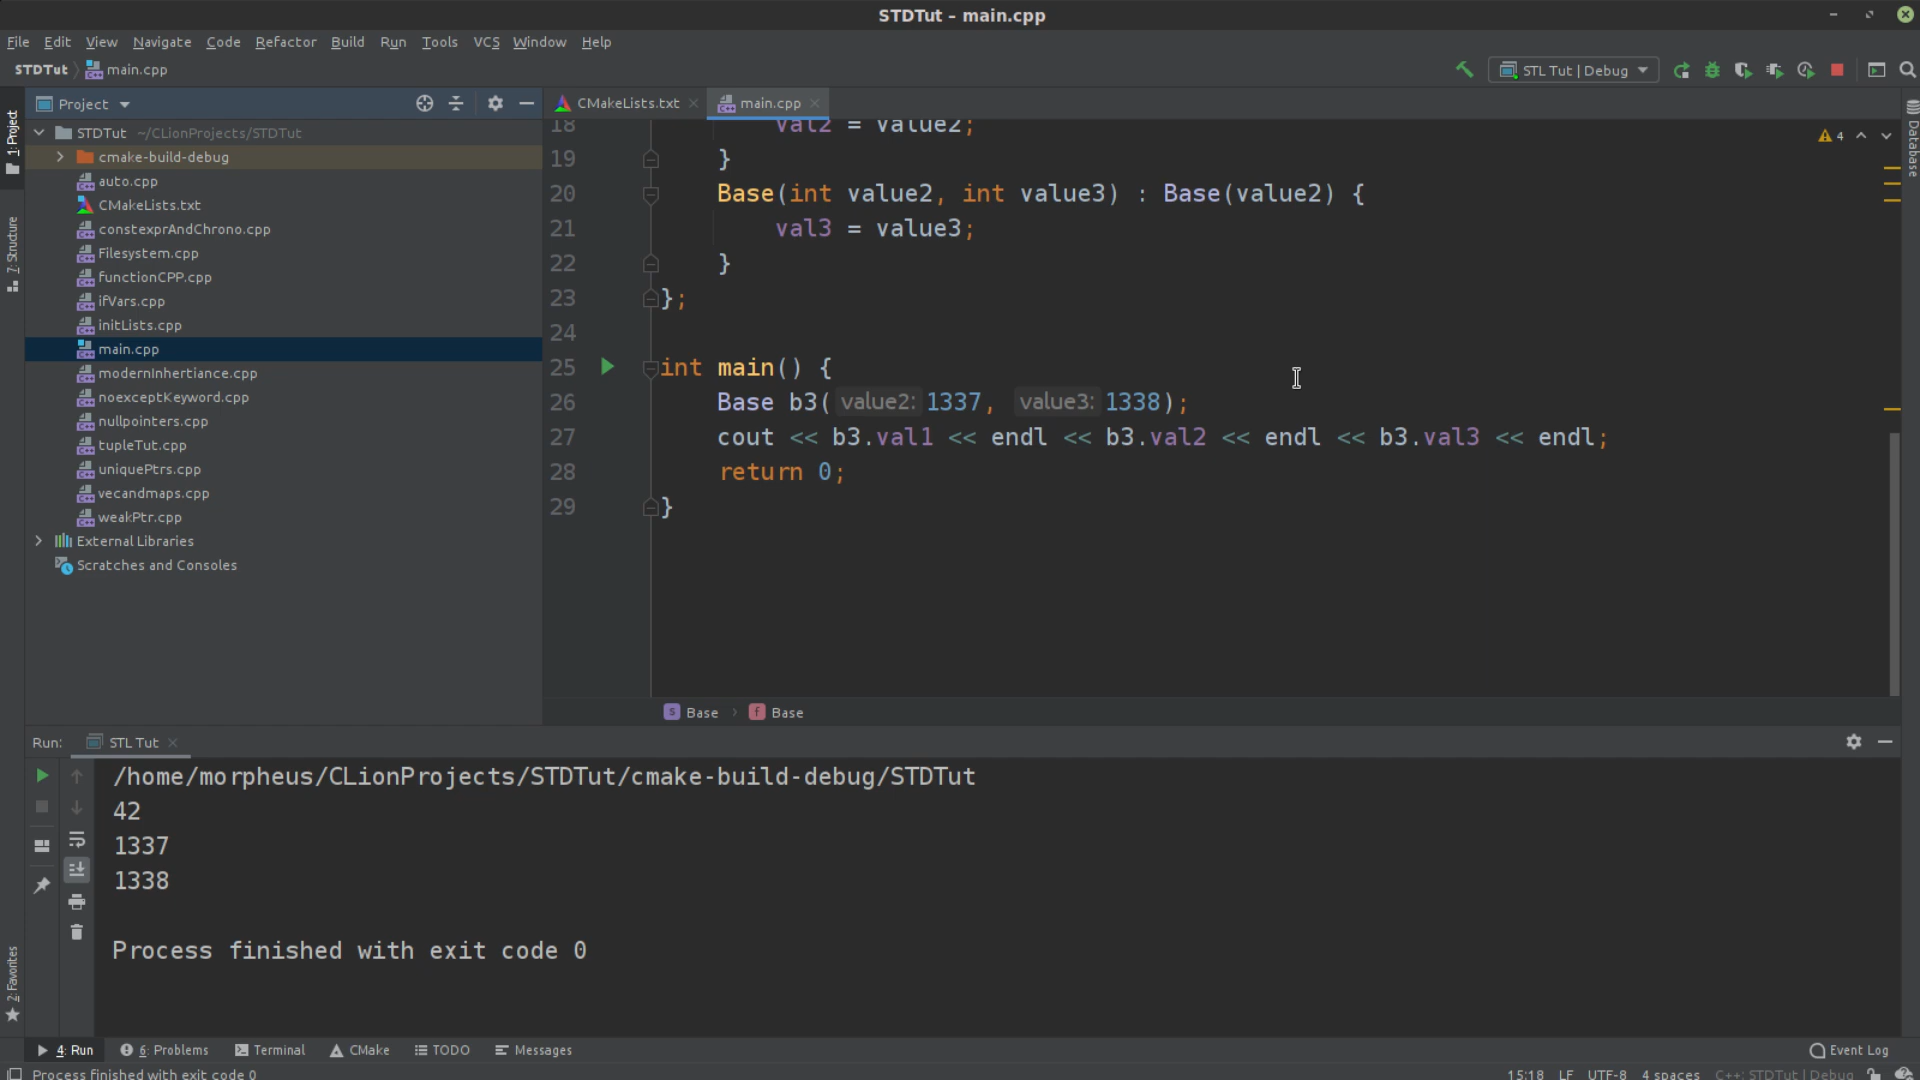 STDTut – main.cpp
File Edit View Navigate Code Refactor Build Run Tools VCS Window Help
STDTut main.cpp
STL Tut | Debug
Project
CMakeLists.txt
main.cpp
1: Project
7: Structure
2: Favorites
Database
STDTut ~/CLionProjects/STDTut
cmake-build-debug
auto.cpp
CMakeLists.txt
constexprAndChrono.cpp
Filesystem.cpp
functionCPP.cpp
ifVars.cpp
initLists.cpp
main.cpp
modernInhertiance.cpp
noexceptKeyword.cpp
nullpointers.cpp
tupleTut.cpp
uniquePtrs.cpp
vecandmaps.cpp
weakPtr.cpp
External Libraries
Scratches and Consoles
4
18 val2 = value2;
19 }
20 Base(int value2, int value3) : Base(value2) {
21 val3 = value3;
22 }
23 };
24
25 int main() {
26 Base b3( value2: 1337, value3: 1338);
27 cout << b3.val1 << endl << b3.val2 << endl << b3.val3 << endl;
28 return 0;
29 }
s Base f Base
Run: STL Tut
/home/morpheus/CLionProjects/STDTut/cmake-build-debug/STDTut
42
1337
1338
Process finished with exit code 0
4: Run 6: Problems Terminal CMake TODO Messages Event Log
Process finished with exit code 0 15:18 LF UTF-8 4 spaces C++: STDTut | Debug